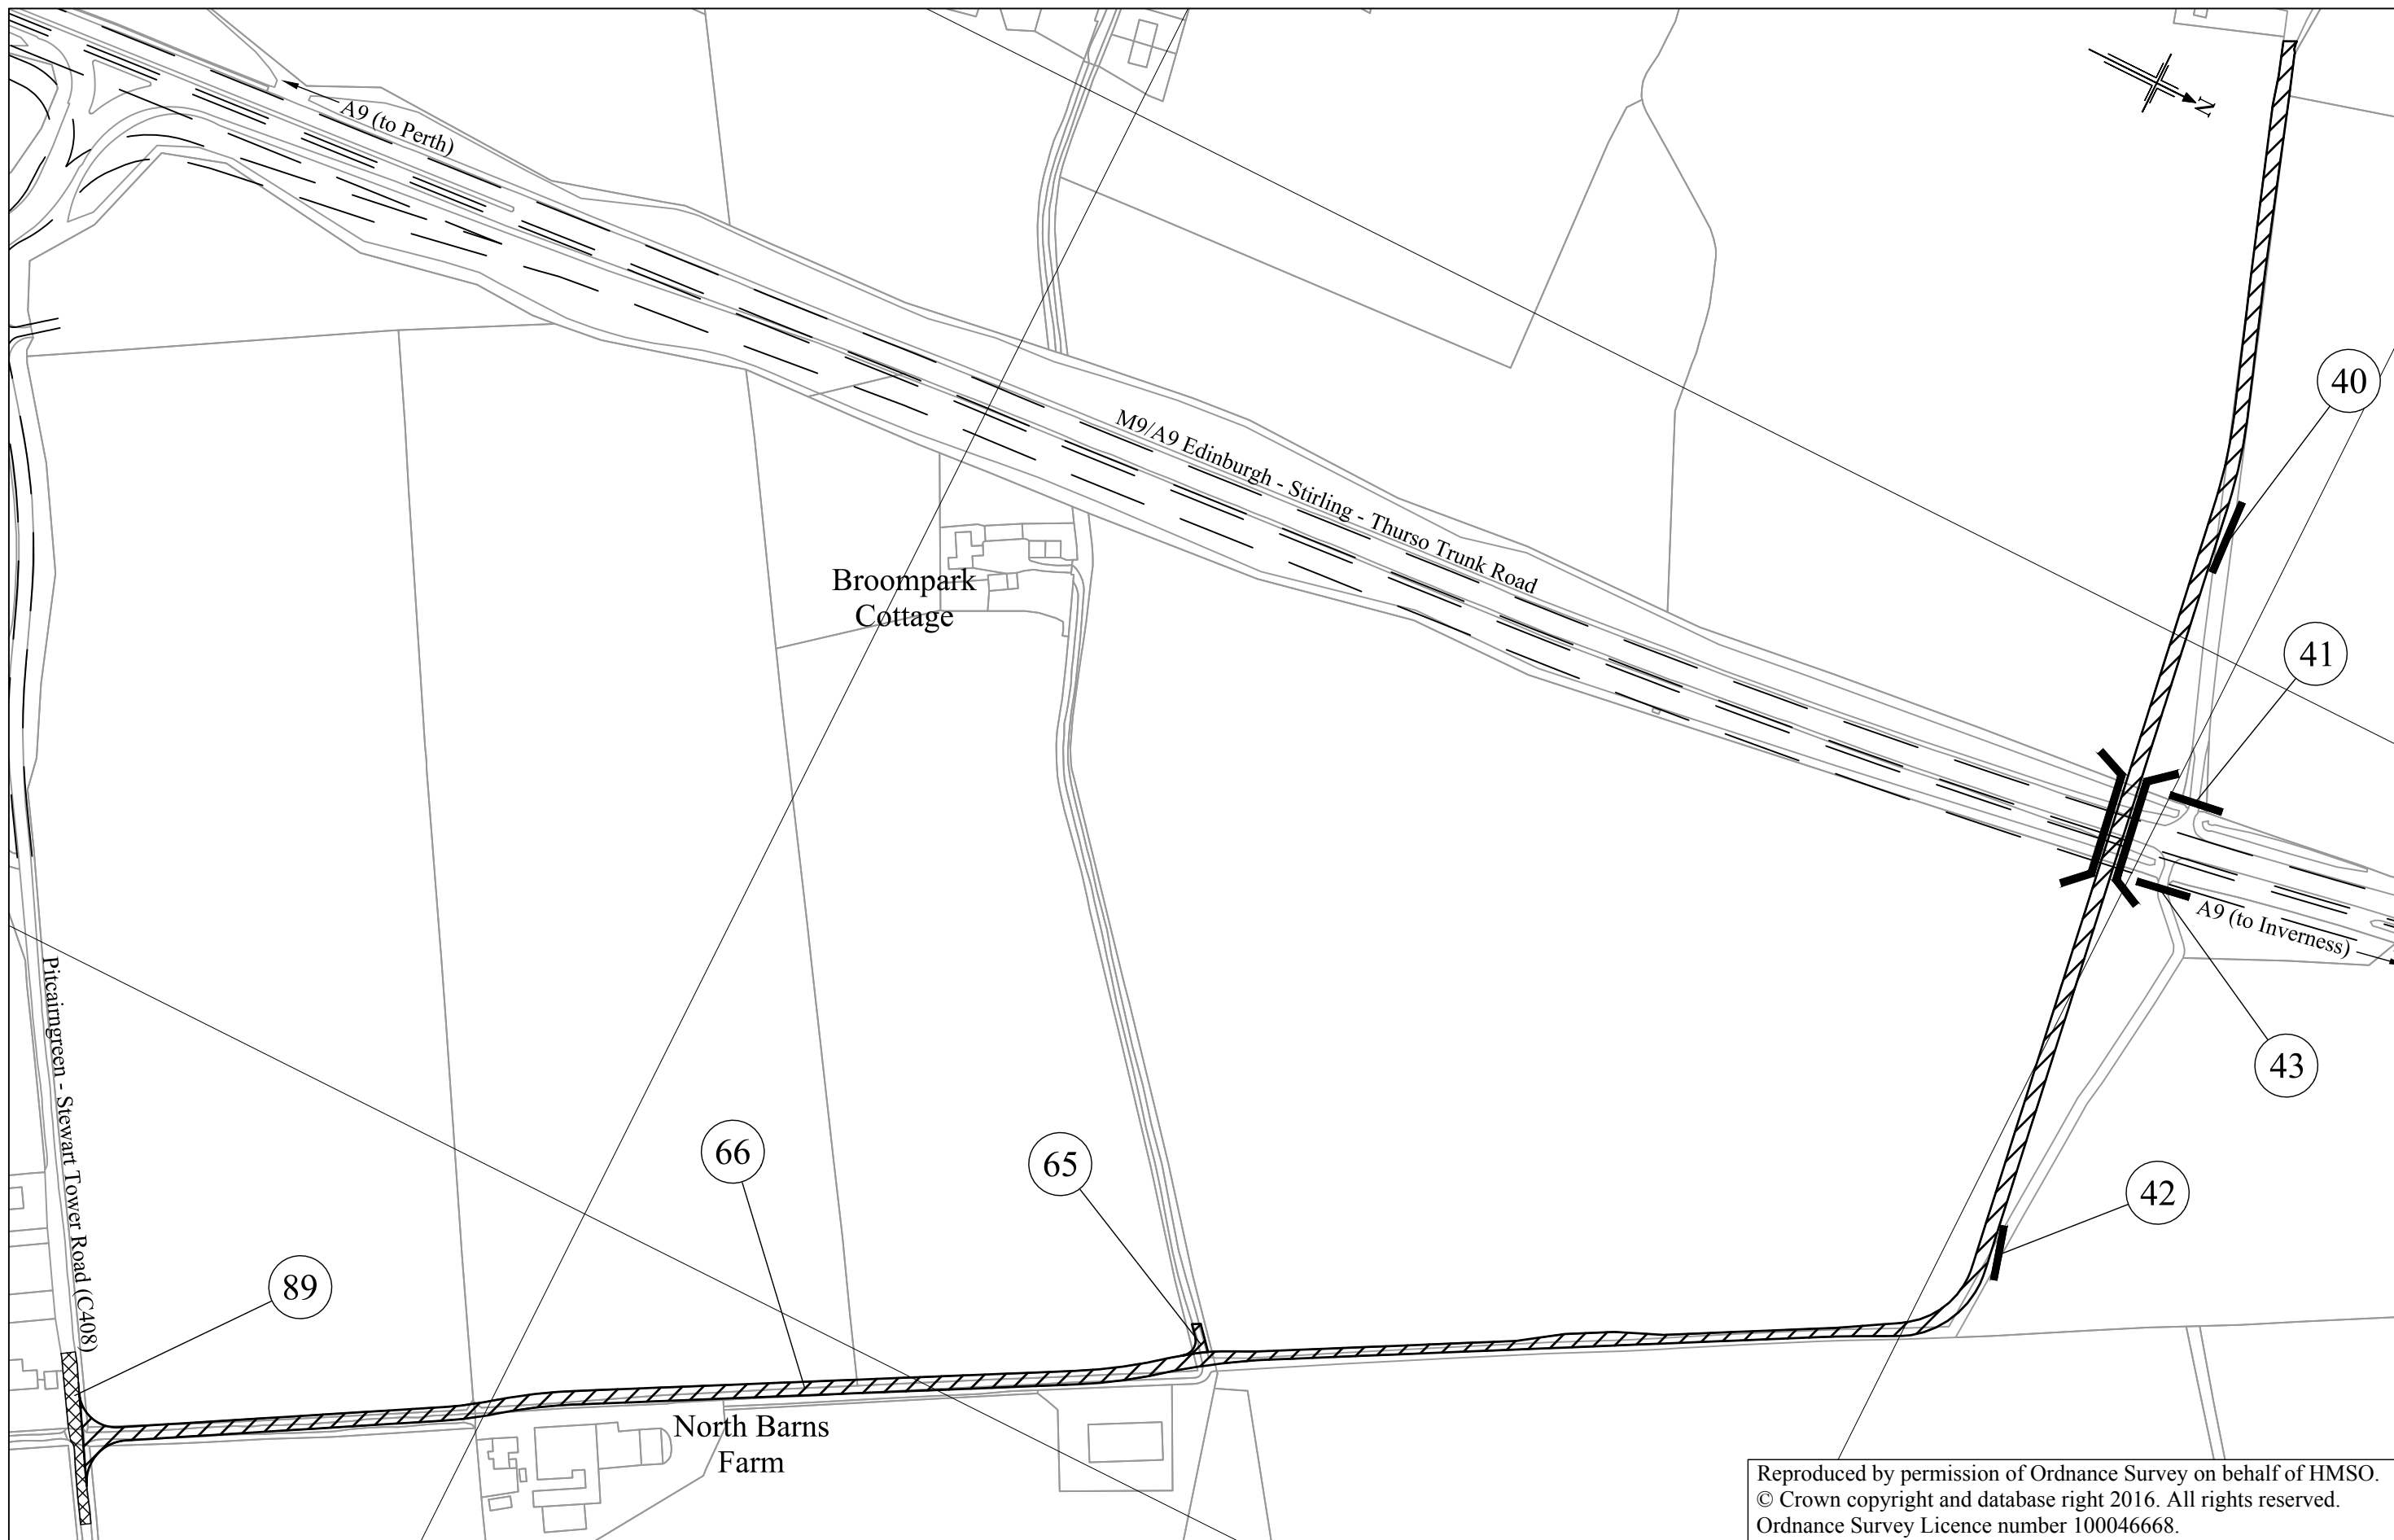 N
A9 (to Perth)
40
M9/A9 Edinburgh - Stirling - Thurso Trunk Road
Broompark
Cottage
41
A9 (to Inverness)
43
Pitcairngreen - Stewart Tower Road (C408)
66
65
42
89
North Barns
Farm
Reproduced by permission of Ordnance Survey on behalf of HMSO.
© Crown copyright and database right 2016. All rights reserved.
Ordnance Survey Licence number 100046668.